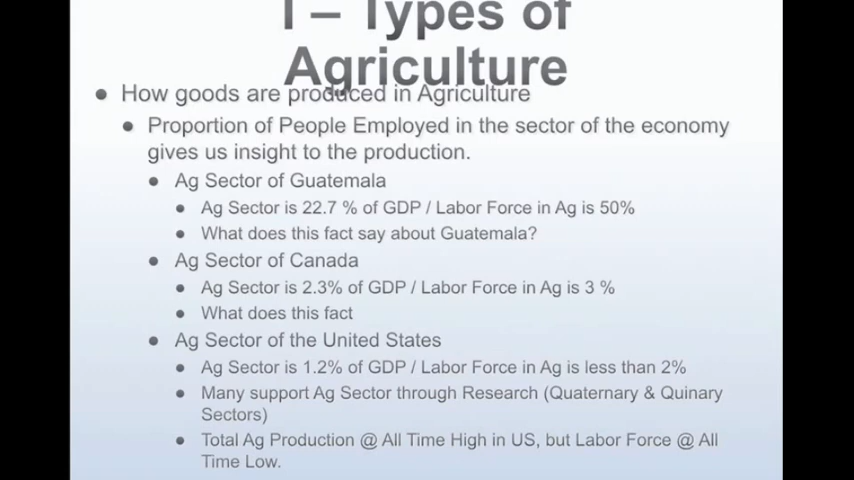 I – Types of
Agriculture
How goods are produced in Agriculture
Proportion of People Employed in the sector of the economy
gives us insight to the production.
Ag Sector of Guatemala
Ag Sector is 22.7 % of GDP / Labor Force in Ag is 50%
What does this fact say about Guatemala?
Ag Sector of Canada
Ag Sector is 2.3% of GDP / Labor Force in Ag is 3 %
What does this fact
Ag Sector of the United States
Ag Sector is 1.2% of GDP / Labor Force in Ag is less than 2%
Many support Ag Sector through Research (Quaternary & Quinary
Sectors)
Total Ag Production @ All Time High in US, but Labor Force @ All
Time Low.